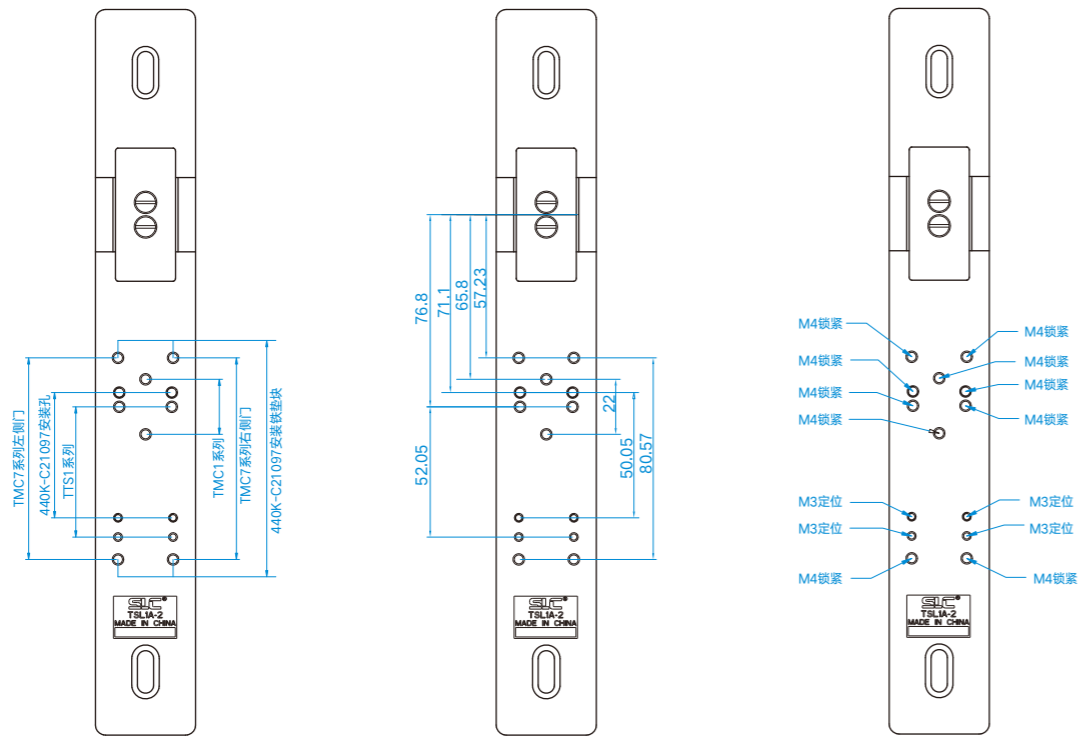 TMC7系列左侧门
440K-C21097安装孔
TTS1系列
TMC1系列
TMC7系列右侧门
440K-C21097安装铁垫块
SLC®
TSL1A-2
MADE IN CHINA
76.8
71.1
65.8
57.23
52.05
22
50.05
80.57
SLC®
TSL1A-2
MADE IN CHINA
M4锁紧
M4锁紧
M4锁紧
M4锁紧
M4锁紧
M4锁紧
M4锁紧
M4锁紧
M3定位
M3定位
M3定位
M3定位
M4锁紧
M4锁紧
SLC®
TSL1A-2
MADE IN CHINA